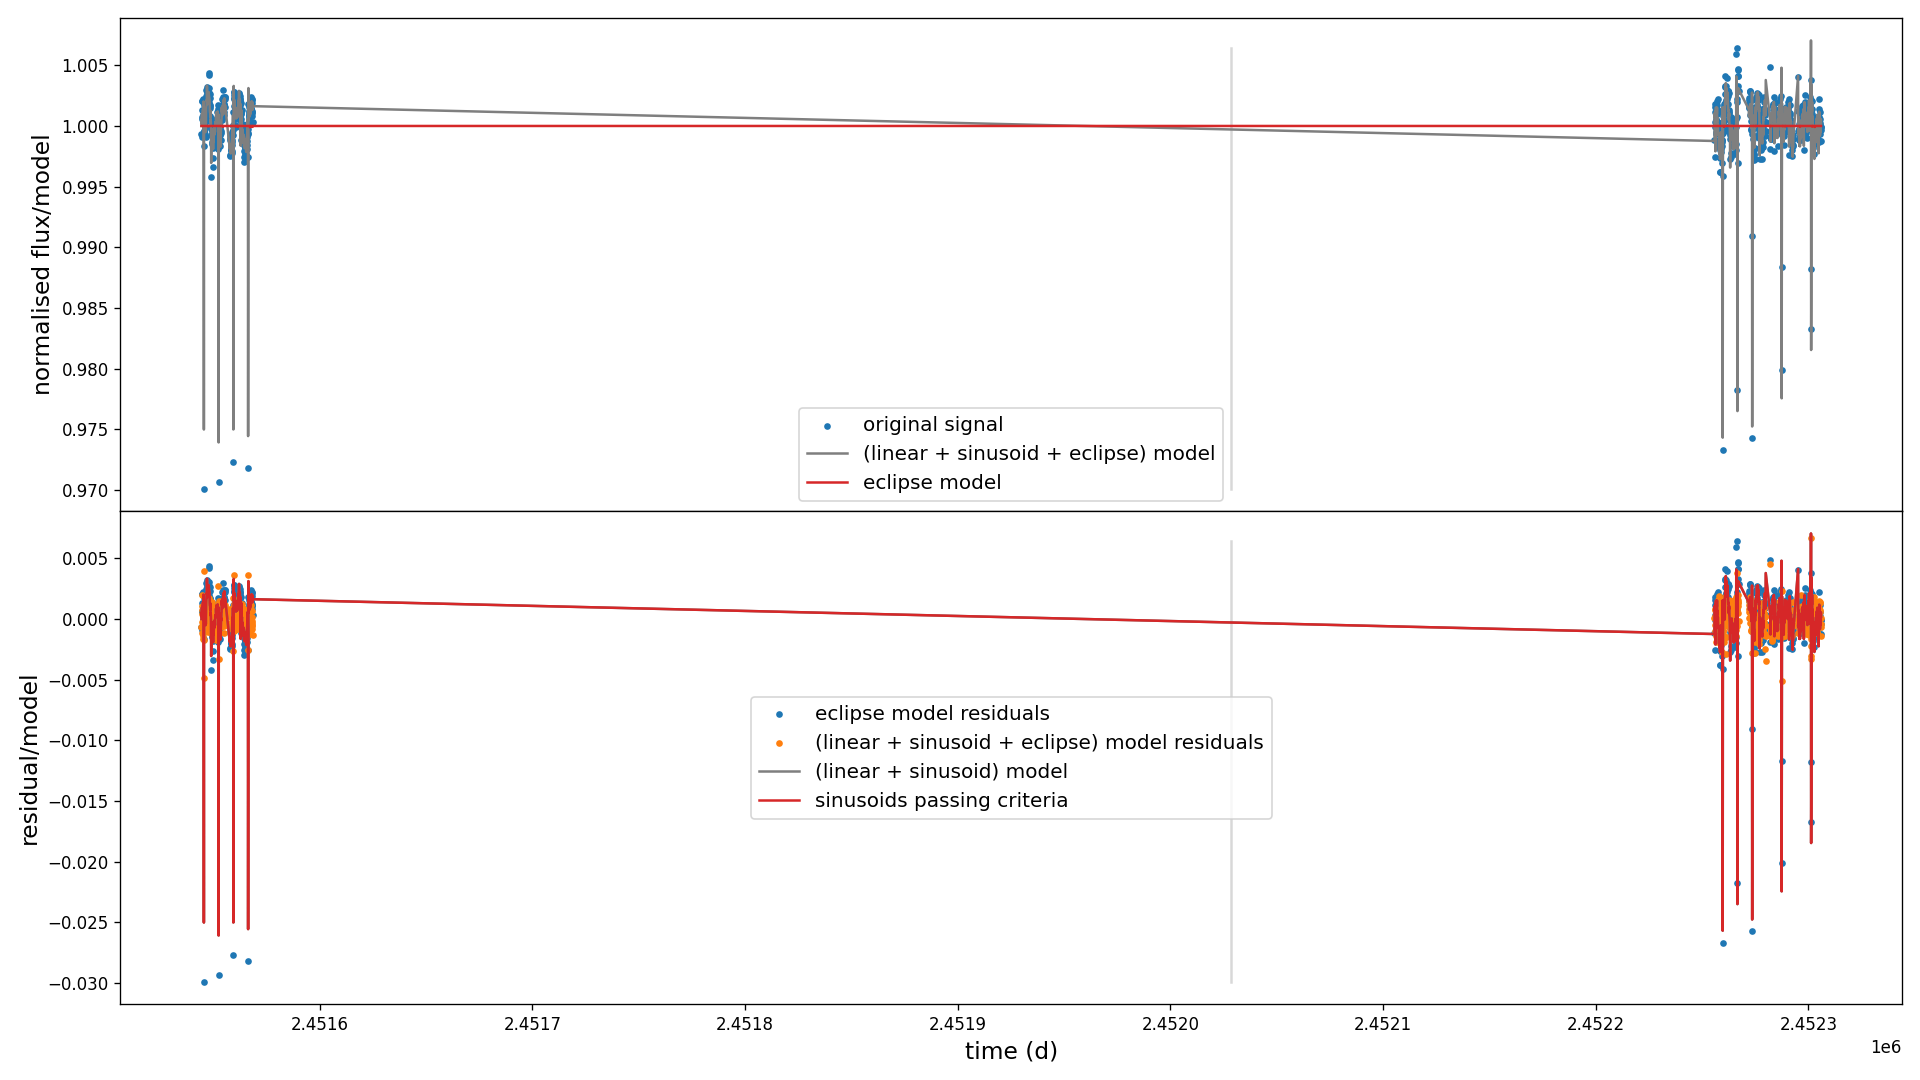 1.005
1.000
0.995
0.990
0.985
0.980
0.975
0.970
normalised flux/model
original signal
(linear + sinusoid + eclipse) model
eclipse model
0.005
0.000
−0.005
−0.010
−0.015
−0.020
−0.025
−0.030
residual/model
eclipse model residuals
(linear + sinusoid + eclipse) model residuals
(linear + sinusoid) model
sinusoids passing criteria
2.4516 2.4517 2.4518 2.4519 2.4520 2.4521 2.4522 2.4523
1e6
time (d)